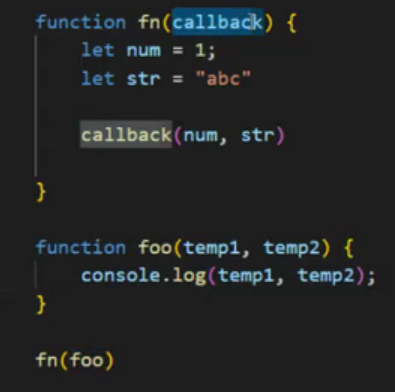 function fn(callback) {
    let num = 1;
    let str = "abc"
    callback(num, str)
}
function foo(temp1, temp2) {
    console.log(temp1, temp2);
}
fn(foo)